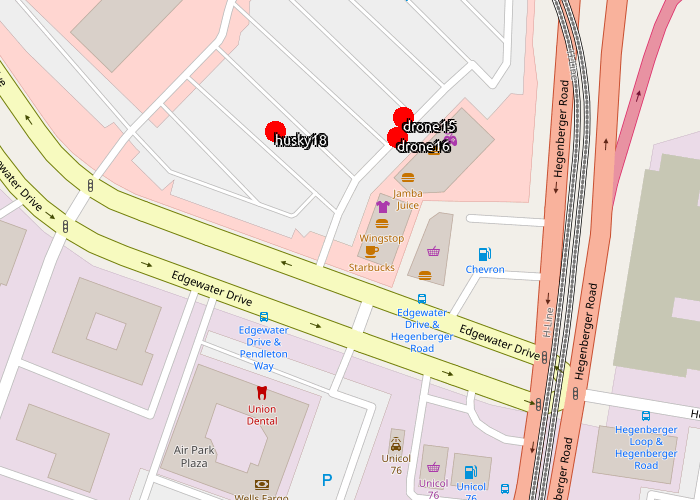 Hegenberger Road
drone15
husky18
drone16
Jamba
Juice
Wingstop
Starbucks
Chevron
Edgewater Drive
Edgewater
Drive &
Hegenberger
Road
H-Line
Hegenberger Road
Edgewater Drive
Edgewater
Drive &
Pendleton
Way
Union
Dental
Air Park
Plaza
Unicol
76
Unicol
76
Unicol
76
P
Wells Fargo
Hegenberger
Loop &
Hegenberger
Road